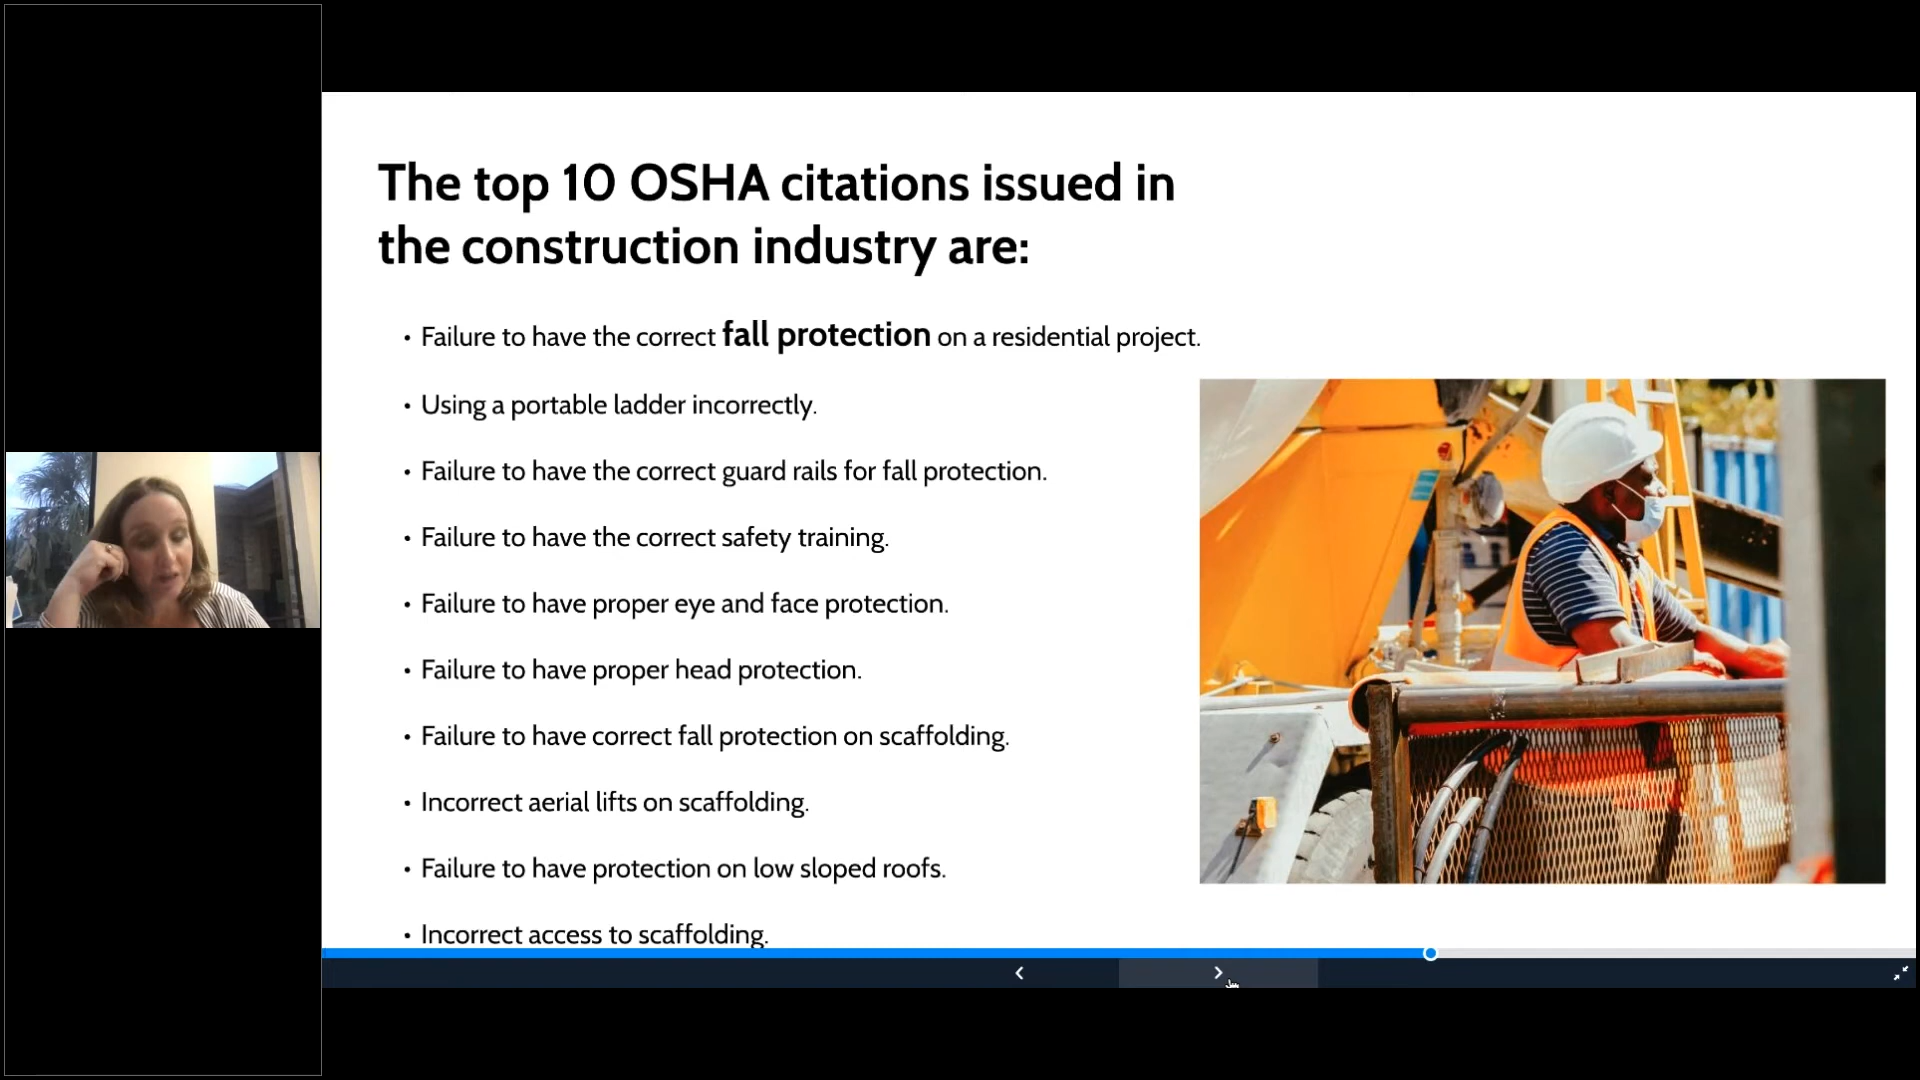 The top 10 OSHA citations issued in
the construction industry are:
• Failure to have the correct fall protection on a residential project.
• Using a portable ladder incorrectly.
• Failure to have the correct guard rails for fall protection.
• Failure to have the correct safety training.
• Failure to have proper eye and face protection.
• Failure to have proper head protection.
• Failure to have correct fall protection on scaffolding.
• Incorrect aerial lifts on scaffolding.
• Failure to have protection on low sloped roofs.
• Incorrect access to scaffolding.